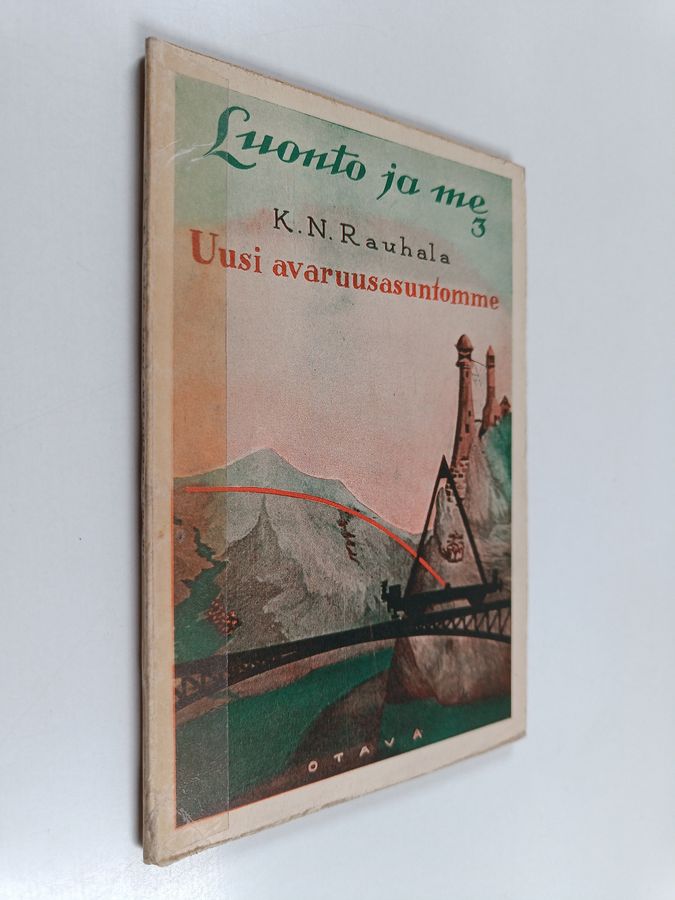 Luonto ja me
3
K.N. Rauhala
Uusi avaruusasuntomme
OTAVA